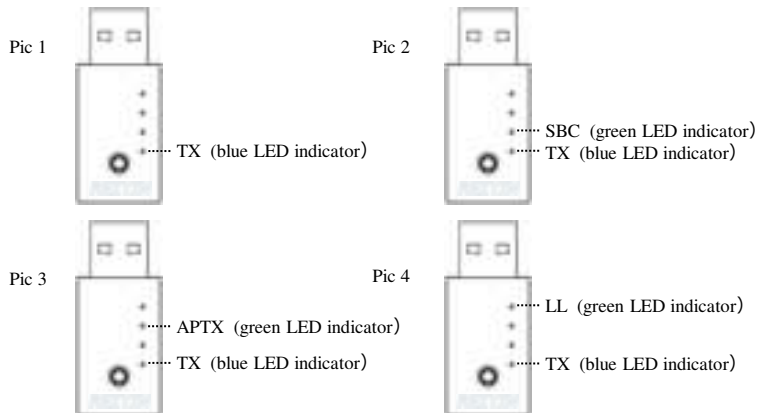 Pic 1
TX (blue LED indicator)
Pic 2
SBC (green LED indicator)
TX (blue LED indicator)
Pic 3
APTX (green LED indicator)
TX (blue LED indicator)
Pic 4
LL (green LED indicator)
TX (blue LED indicator)